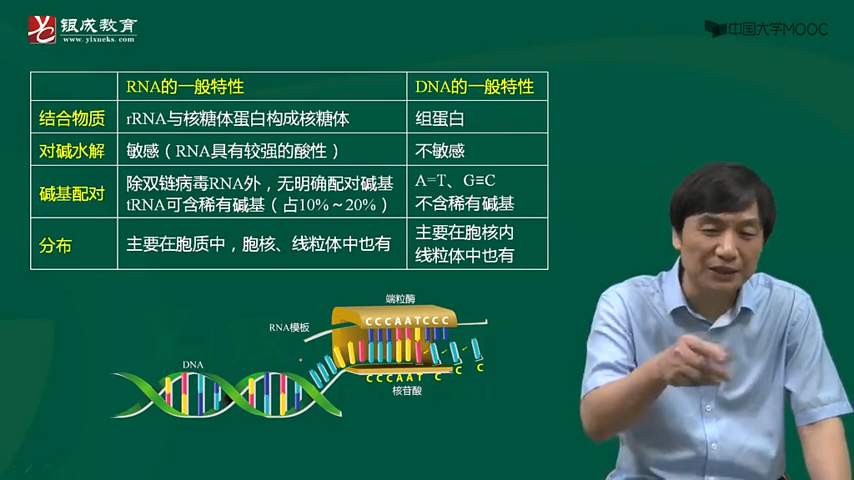 银成教育
www.yixueks.com
中国大学MOOC
RNA的一般特性
DNA的一般特性
结合物质
rRNA与核糖体蛋白构成核糖体
组蛋白
对碱水解
敏感（RNA具有较强的酸性）
不敏感
碱基配对
除双链病毒RNA外，无明确配对碱基
tRNA可含稀有碱基（占10%～20%）
A=T、G≡C
不含稀有碱基
分布
主要在胞质中，胞核、线粒体中也有
主要在胞核内
线粒体中也有
端粒酶
CCCAATCCC
RNA模板
DNA
CCCAAT C C C
核苷酸